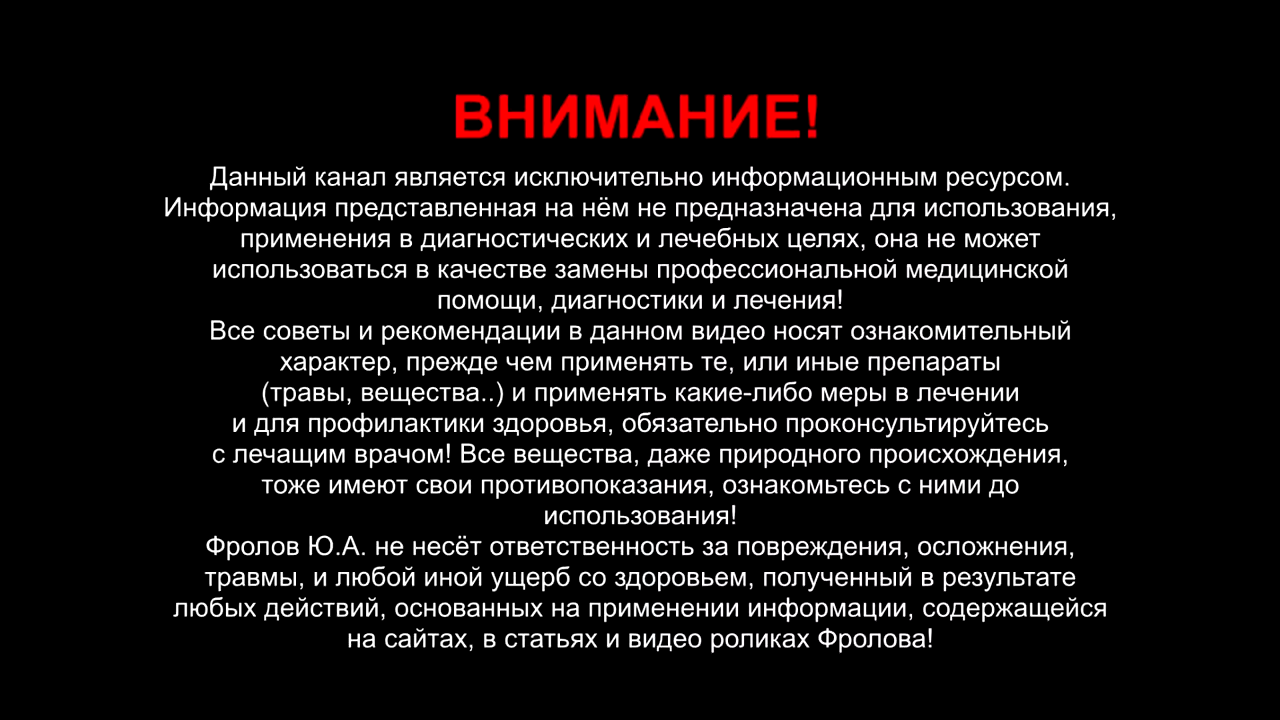 ВНИМАНИЕ!
Данный канал является исключительно информационным ресурсом.
Информация представленная на нём не предназначена для использования,
применения в диагностических и лечебных целях, она не может
использоваться в качестве замены профессиональной медицинской
помощи, диагностики и лечения!
Все советы и рекомендации в данном видео носят ознакомительный
характер, прежде чем применять те, или иные препараты
(травы, вещества..) и применять какие-либо меры в лечении
и для профилактики здоровья, обязательно проконсультируйтесь
с лечащим врачом! Все вещества, даже природного происхождения,
тоже имеют свои противопоказания, ознакомьтесь с ними до
использования!
Фролов Ю.А. не несёт ответственность за повреждения, осложнения,
травмы, и любой иной ущерб со здоровьем, полученный в результате
любых действий, основанных на применении информации, содержащейся
на сайтах, в статьях и видео роликах Фролова!